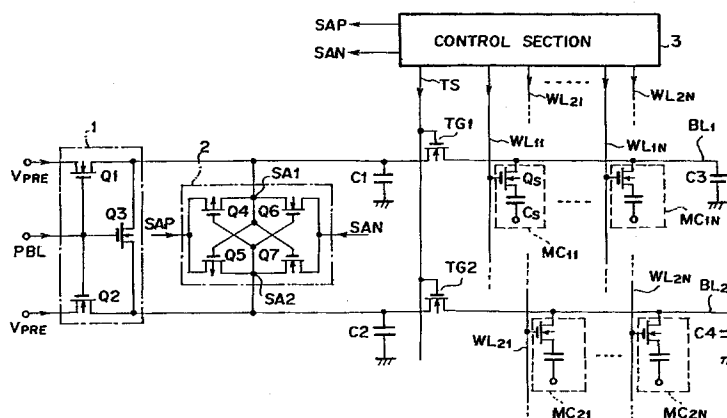 SAP
SAN
CONTROL SECTION
3
TS
WL21
WL2N
1
2
TG1
WL11
WL1N
BL1
VPRE
Q1
SA1
C1
QS
C3
Q3
SAP
Q4
Q6
SAN
CS
MC1N
PBL
Q5
Q7
MC11
TG2
WL2N
Q2
SA2
BL2
VPRE
C2
WL21
C4
MC21
MC2N